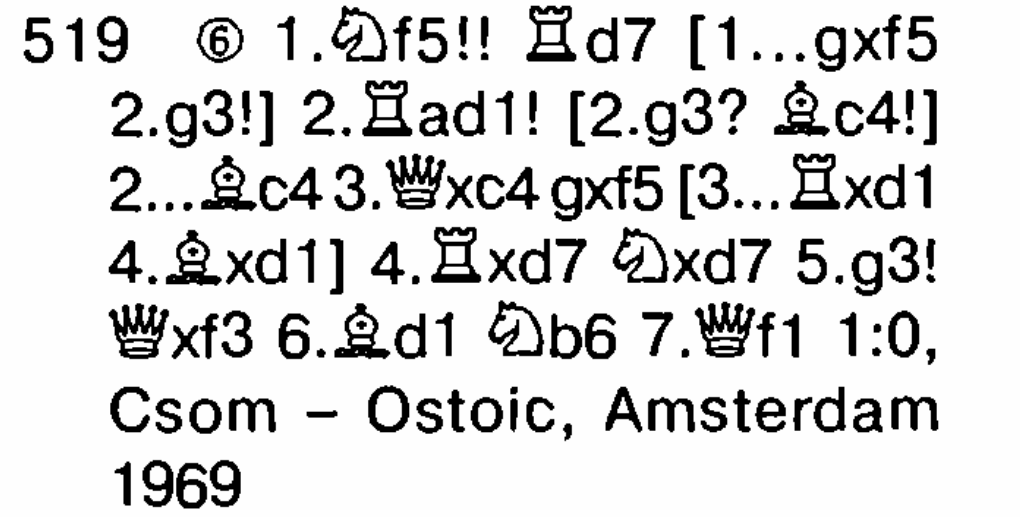 519 ⑥ 1.♘f5!! ♖d7 [1...gxf5
2.g3!] 2.♖ad1! [2.g3? ♗c4!]
2...♗c4 3.♕xc4 gxf5 [3...♖xd1
4.♗xd1] 4.♖xd7 ♘xd7 5.g3!
♕xf3 6.♗d1 ♘b6 7.♕f1 1:0,
Csom – Ostoic, Amsterdam
1969